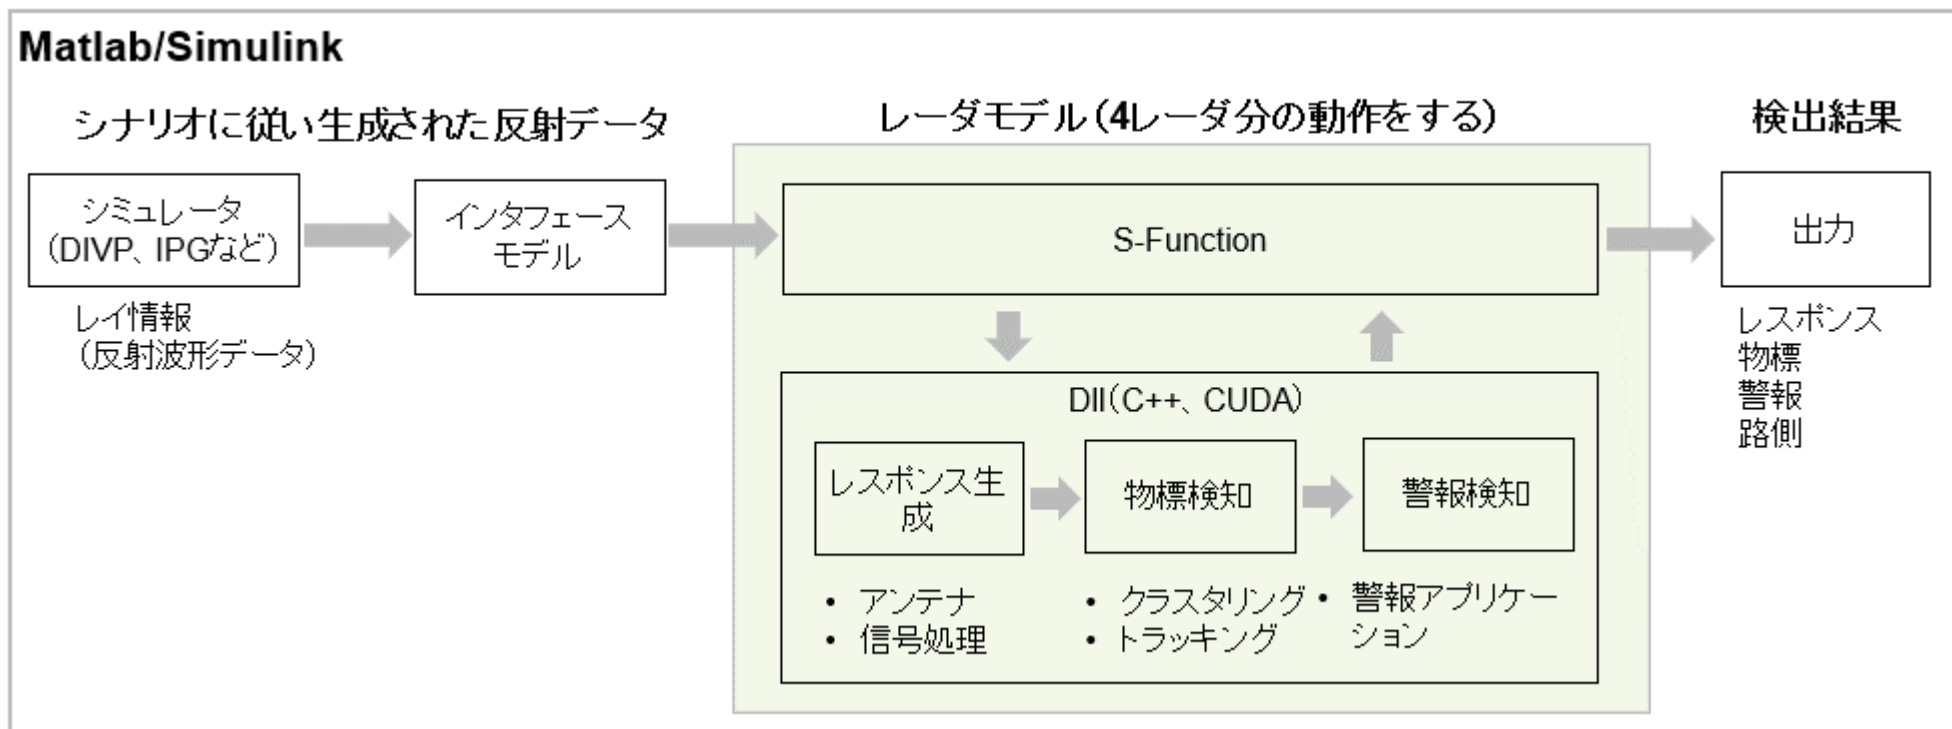 Matlab/Simulink
シナリオに従い生成された反射データ
レーダモデル（4レーダ分の動作をする）
検出結果
シミュレータ
（DIVP、IPGなど）
インタフェース
モデル
S-Function
出力
レイ情報
（反射波形データ）
レスポンス
物標
警報
路側
Dll（C++、CUDA）
レスポンス生
成
物標検知
警報検知
• アンテナ
• 信号処理
• クラスタリング
• トラッキング
• 警報アプリケー
ション